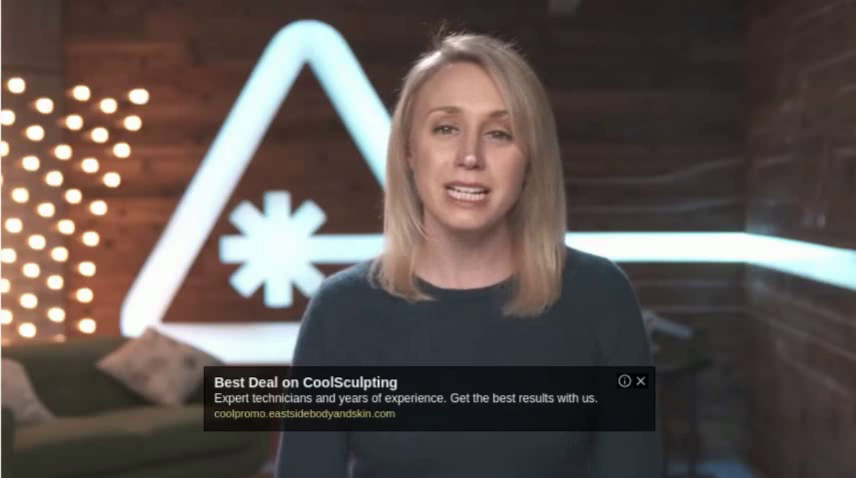 Best Deal on CoolSculpting
Expert technicians and years of experience. Get the best results with us.
coolpromo.eastsidebodyandskin.com